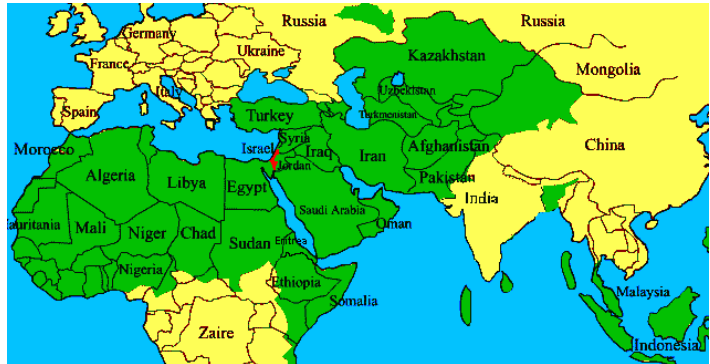 Germany
Russia
Russia
France
Ukraine
Kazakhstan
Mongolia
Italy
Uzbekistan
Spain
Turkey
Turkmenistan
Morocco
Israel
Syria
Iraq
Iran
Afghanistan
China
Algeria
Libya
Egypt
Jordan
Pakistan
India
Mauritania
Mali
Niger
Chad
Saudi Arabia
Oman
Sudan
Eritrea
Nigeria
Ethiopia
Somalia
Malaysia
Zaire
Indonesia